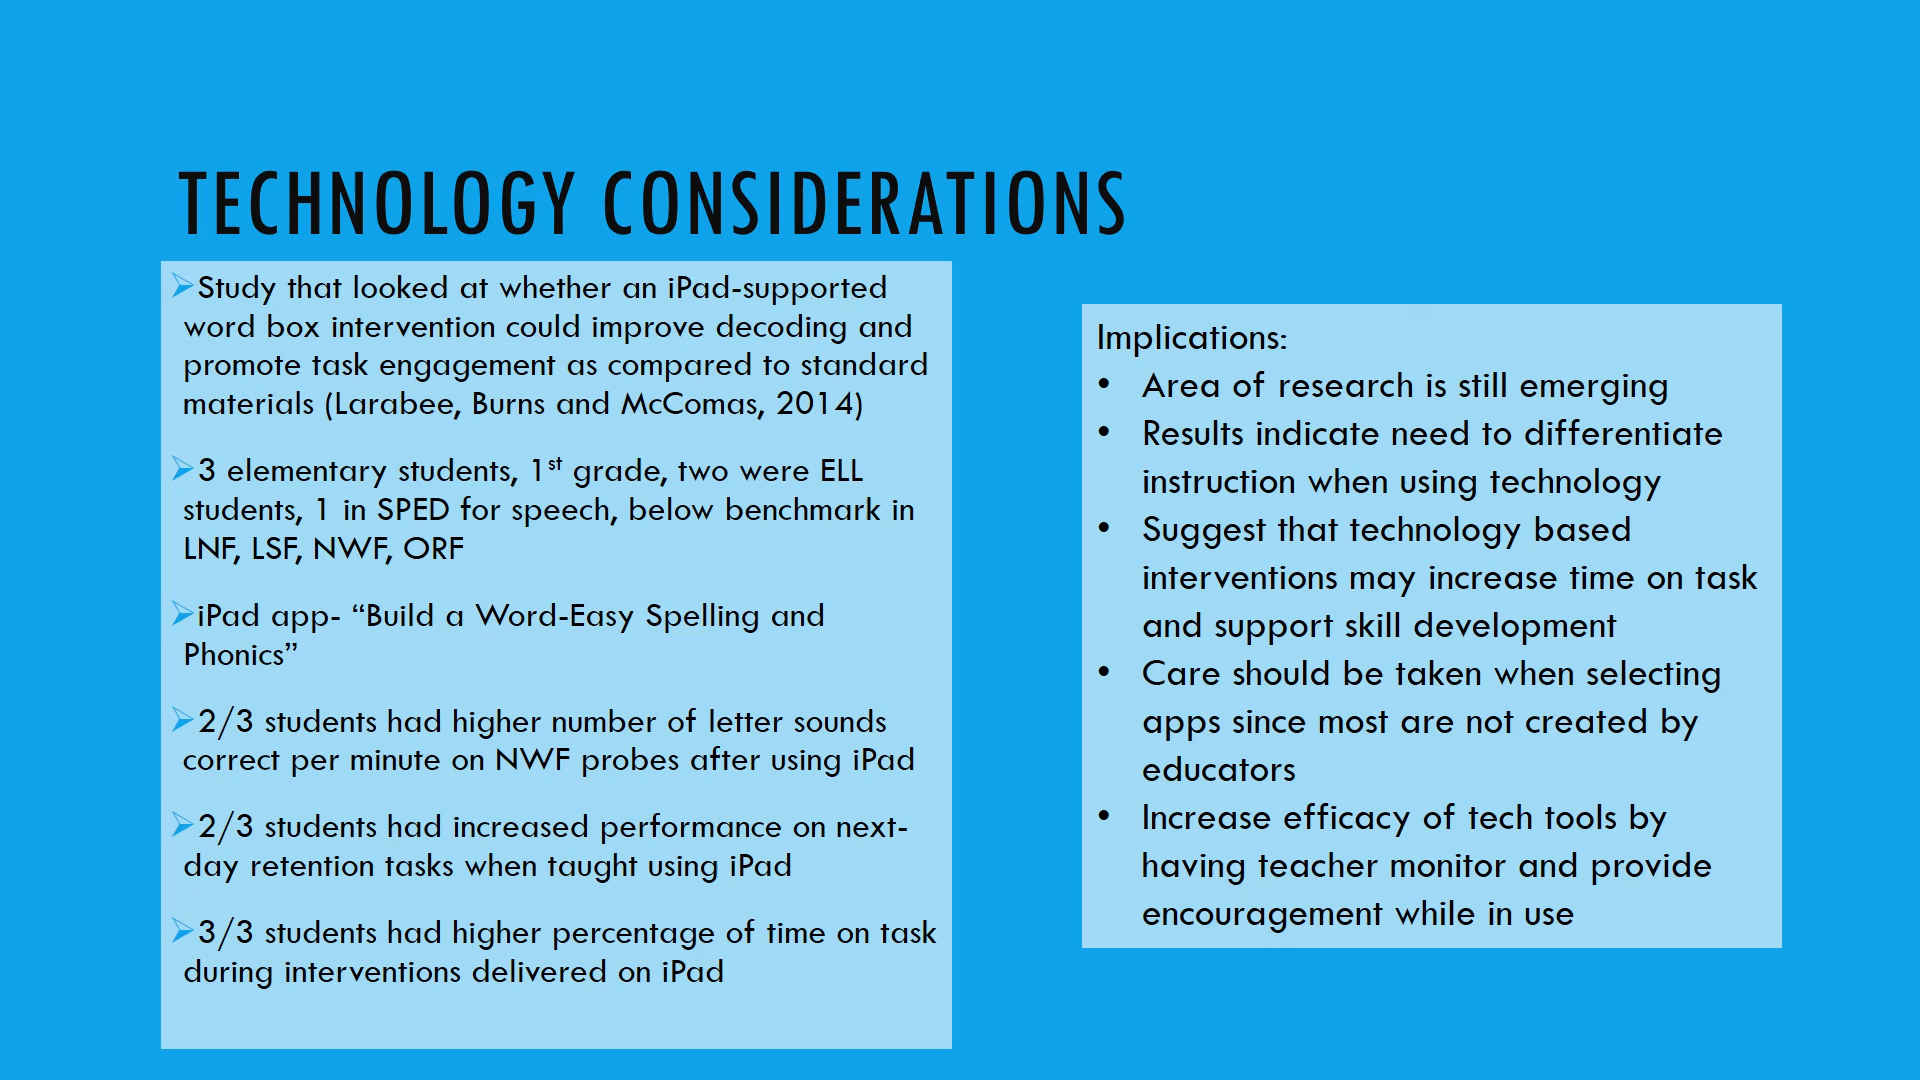 TECHNOLOGY CONSIDERATIONS
➢Study that looked at whether an iPad-supported
word box intervention could improve decoding and
promote task engagement as compared to standard
materials (Larabee, Burns and McComas, 2014)
➢3 elementary students, 1st grade, two were ELL
students, 1 in SPED for speech, below benchmark in
LNF, LSF, NWF, ORF
➢iPad app- “Build a Word-Easy Spelling and
Phonics”
➢2/3 students had higher number of letter sounds
correct per minute on NWF probes after using iPad
➢2/3 students had increased performance on next-
day retention tasks when taught using iPad
➢3/3 students had higher percentage of time on task
during interventions delivered on iPad
Implications:
• Area of research is still emerging
• Results indicate need to differentiate
instruction when using technology
• Suggest that technology based
interventions may increase time on task
and support skill development
• Care should be taken when selecting
apps since most are not created by
educators
• Increase efficacy of tech tools by
having teacher monitor and provide
encouragement while in use